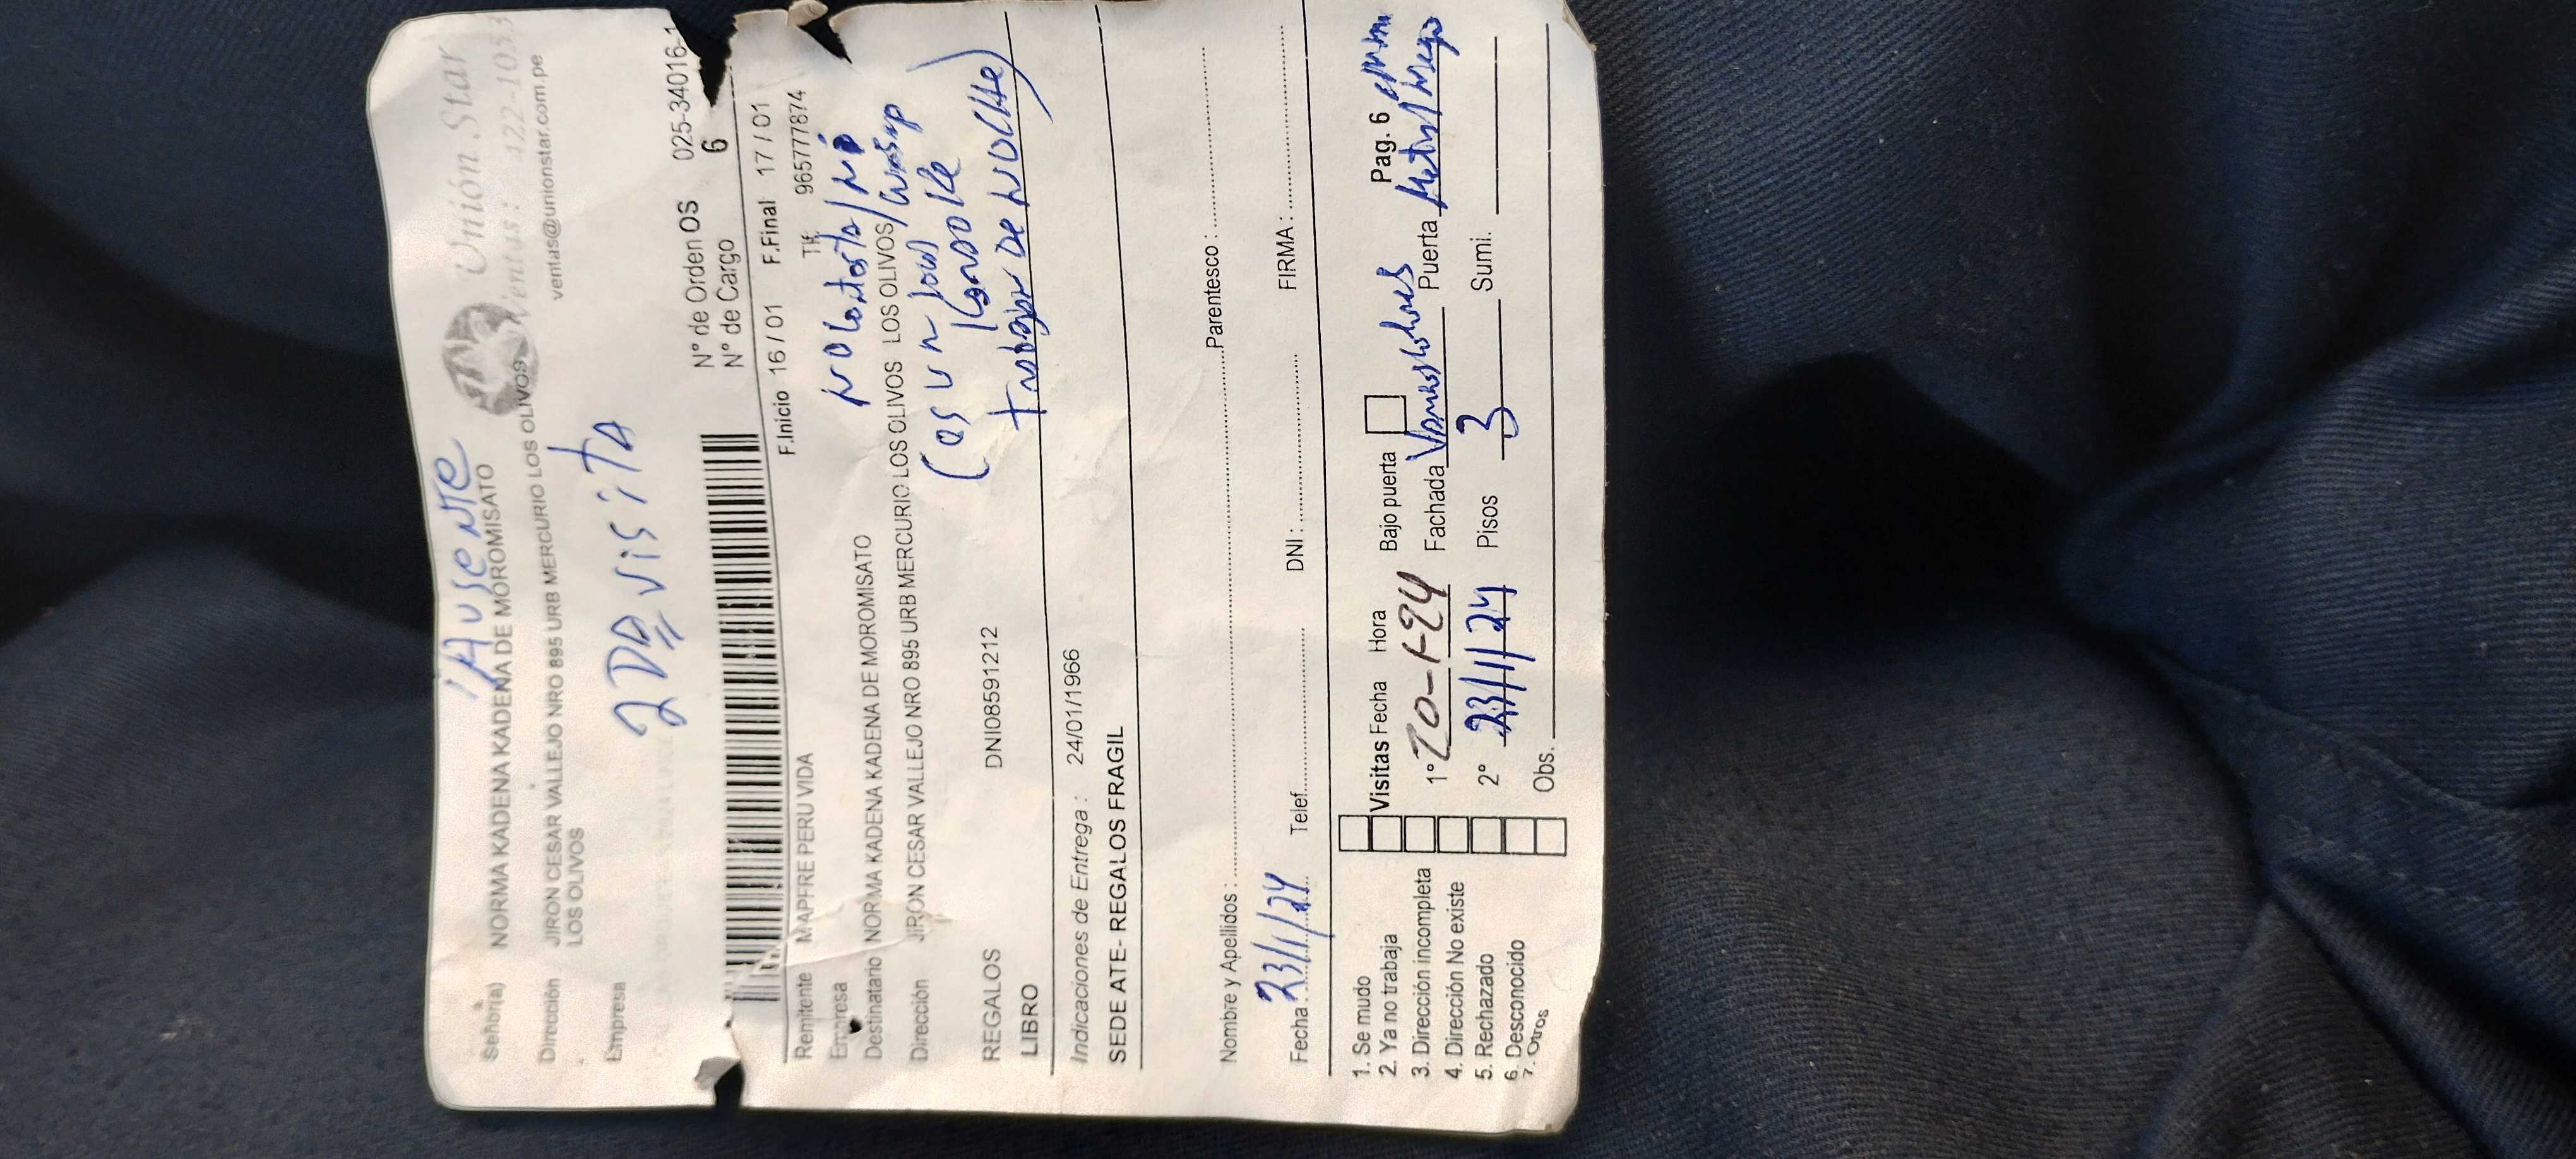 ¡Ausente
Unión Star
Ventas: 422-1053
ventas@unionstar.com.pe
Señor(a) NORMA KADENA KADENA DE MOROMISATO
Dirección JIRON CESAR VALLEJO NRO 895 URB MERCURIO LOS OLIVOS
LOS OLIVOS
Empresa
2DA visita
N° de Orden OS 025-34016-1
N° de Cargo 6
F.Inicio 16 / 01 F.Final 17 / 01
Remitente MAPFRE PERU VIDA Tlf: 965777874
Empresa
NO contesta / Ni
Destinatario NORMA KADENA KADENA DE MOROMISATO
Dirección JIRON CESAR VALLEJO NRO 895 URB MERCURIO LOS OLIVOS LOS OLIVOS
REGALOS DNI08591212
LIBRO
trabajar DE NOCHE)
Indicaciones de Entrega : 24/01/1966
SEDE ATE- REGALOS FRAGIL
Nombre y Apellidos : Parentesco :
Fecha : 23/1/24 Telef. DNI : FIRMA :
1. Se mudo
2. Ya no trabaja
3. Dirección incompleta
4. Dirección No existe
5. Rechazado
6. Desconocido
7. Otros
Visitas Fecha Hora Bajo puerta Pag. 6
1° 20-1-24 Fachada Puerta
2° 23/1/24 Pisos 3 Sumi.
Obs.